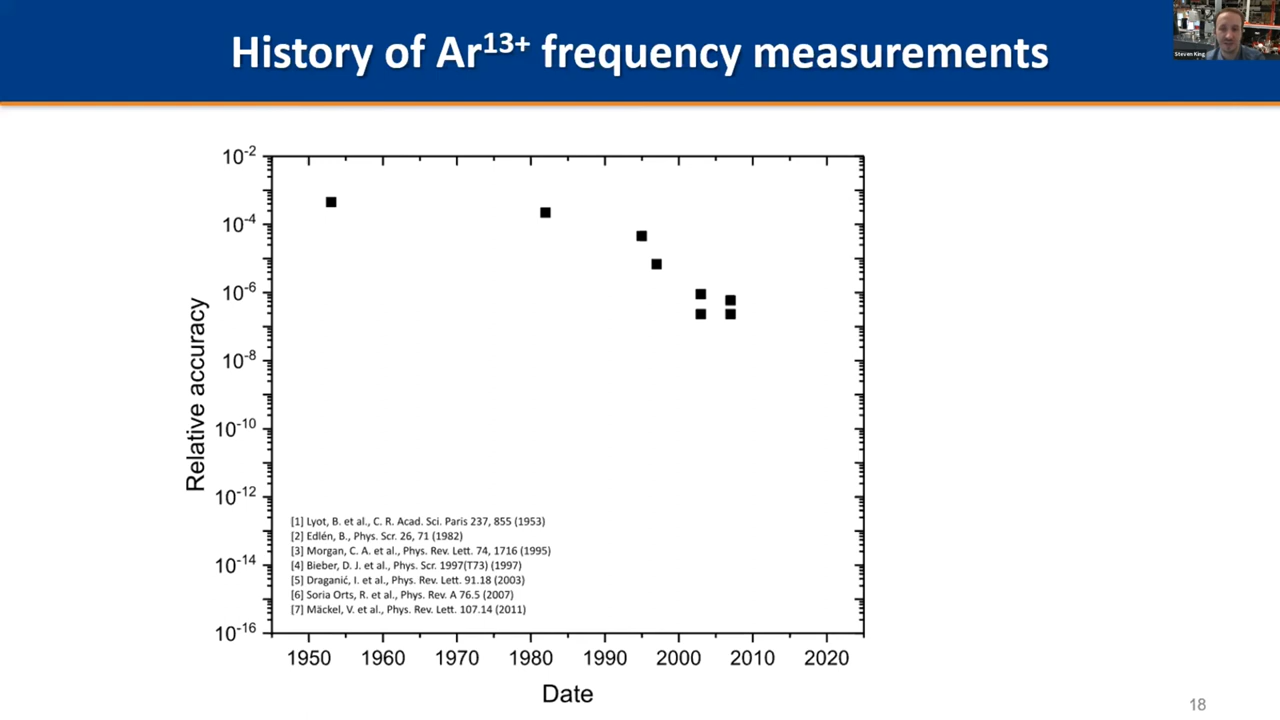 History of Ar¹³⁺ frequency measurements
Steven King
10⁻²
10⁻⁴
10⁻⁶
10⁻⁸
10⁻¹⁰
10⁻¹²
10⁻¹⁴
10⁻¹⁶
Relative accuracy
[1] Lyot, B. et al., C. R. Acad. Sci. Paris 237, 855 (1953)
[2] Edlén, B., Phys. Scr. 26, 71 (1982)
[3] Morgan, C. A. et al., Phys. Rev. Lett. 74, 1716 (1995)
[4] Bieber, D. J. et al., Phys. Scr. 1997(T73) (1997)
[5] Draganić, I. et al., Phys. Rev. Lett. 91.18 (2003)
[6] Soria Orts, R. et al., Phys. Rev. A 76.5 (2007)
[7] Mäckel, V. et al., Phys. Rev. Lett. 107.14 (2011)
1950 1960 1970 1980 1990 2000 2010 2020
Date
18